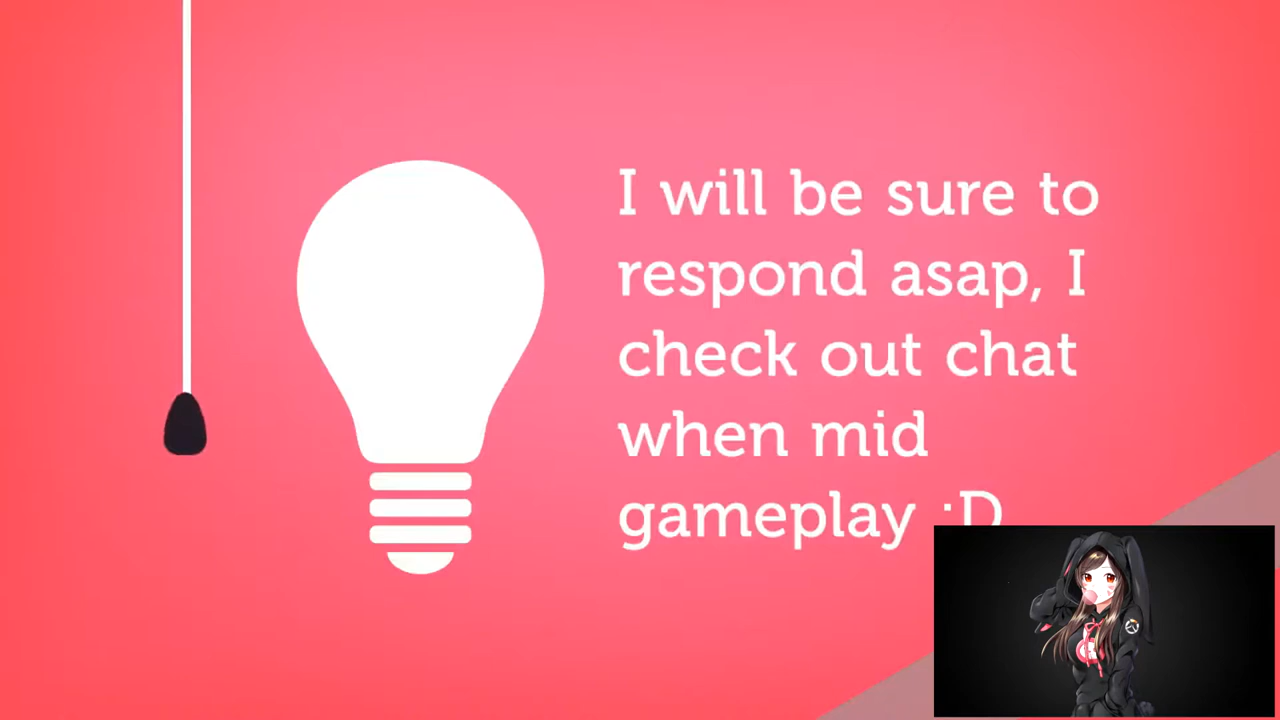 I will be sure to
respond asap, I
check out chat
when mid
gameplay :D